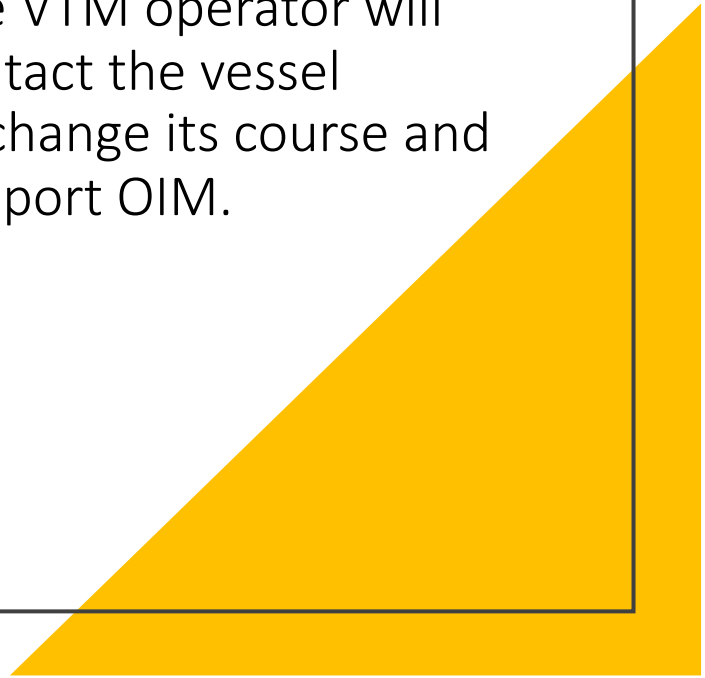 VTM operator will
tact the vessel
change its course and
port OIM.